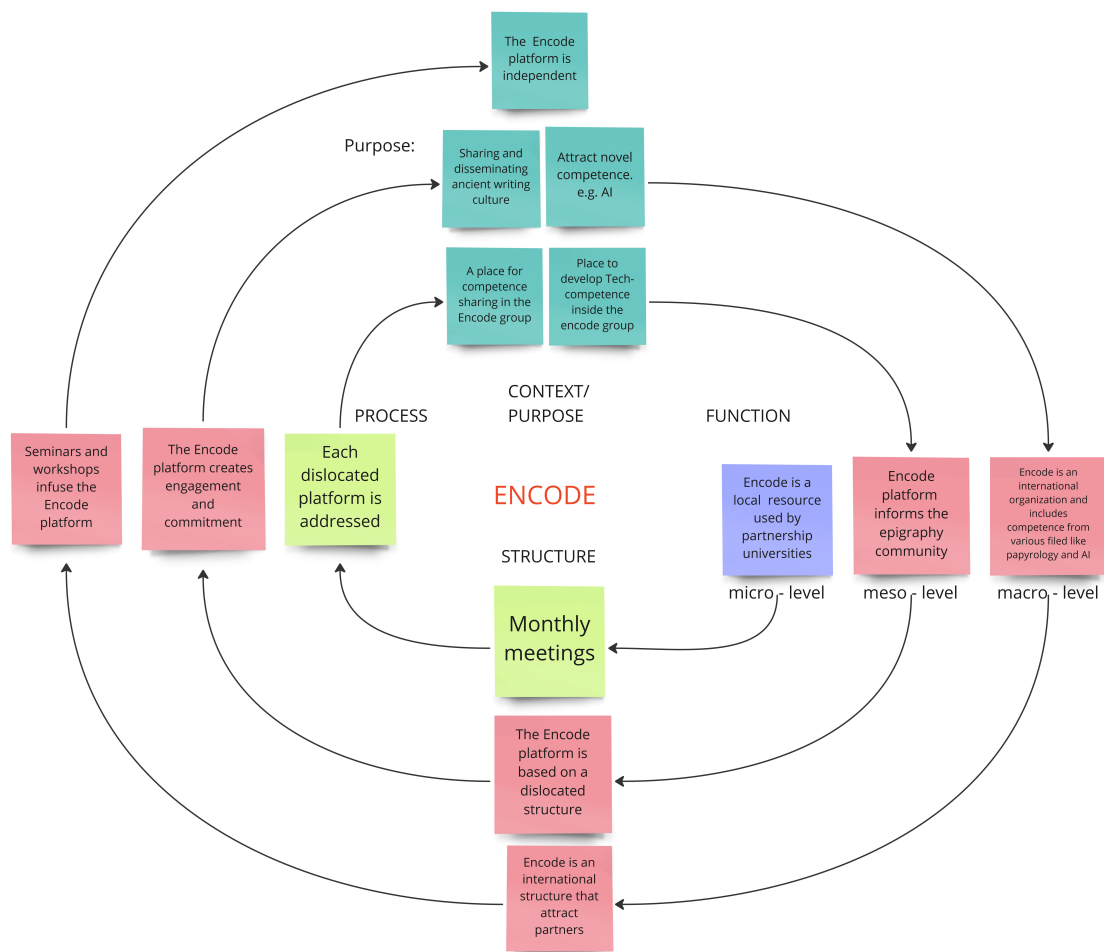 The Encode
platform is
independent
Purpose:
Sharing and
disseminating
ancient writing
culture
Attract novel
competence.
e.g. AI
A place for
competence
sharing in the
Encode group
Place to
develop Tech-
competence
inside the
encode group
PROCESS
CONTEXT/
PURPOSE
FUNCTION
Seminars and
workshops
infuse the
Encode
platform
The Encode
platform creates
engagement
and
commitment
Each
dislocated
platform is
addressed
ENCODE
Encode is a
local resource
used by
partnership
universities
Encode
platform
informs the
epigraphy
community
Encode is an
international
organization and
includes
competence from
various filed like
papyrology and AI
STRUCTURE
micro - level
meso - level
macro - level
Monthly
meetings
The Encode
platform is
based on a
dislocated
structure
Encode is an
international
structure that
attract
partners